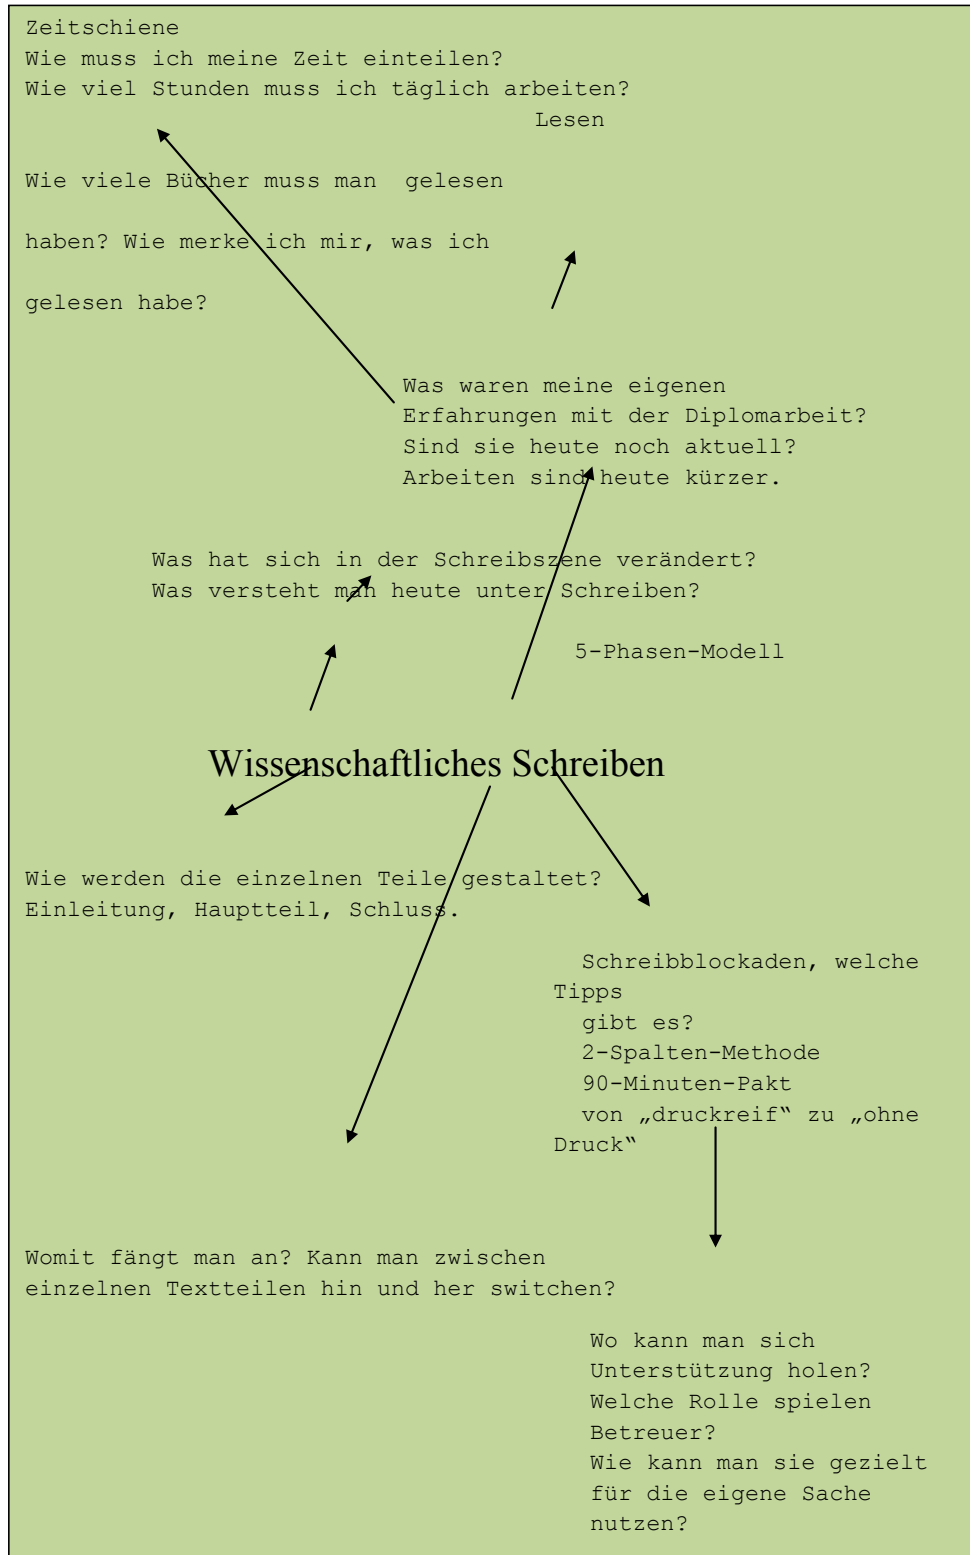 Zeitschiene
Wie muss ich meine Zeit einteilen?
Wie viel Stunden muss ich täglich arbeiten?
Lesen
Wie viele Bücher muss man  gelesen
haben? Wie merke ich mir, was ich
gelesen habe?
Was waren meine eigenen
Erfahrungen mit der Diplomarbeit?
Sind sie heute noch aktuell?
Arbeiten sind heute kürzer.
Was hat sich in der Schreibszene verändert?
Was versteht man heute unter Schreiben?
5-Phasen-Modell
Wissenschaftliches Schreiben
Wie werden die einzelnen Teile gestaltet?
Einleitung, Hauptteil, Schluss.
Schreibblockaden, welche
Tipps
gibt es?
2-Spalten-Methode
90-Minuten-Pakt
von „druckreif“ zu „ohne
Druck“
Womit fängt man an? Kann man zwischen
einzelnen Textteilen hin und her switchen?
Wo kann man sich
Unterstützung holen?
Welche Rolle spielen
Betreuer?
Wie kann man sie gezielt
für die eigene Sache
nutzen?